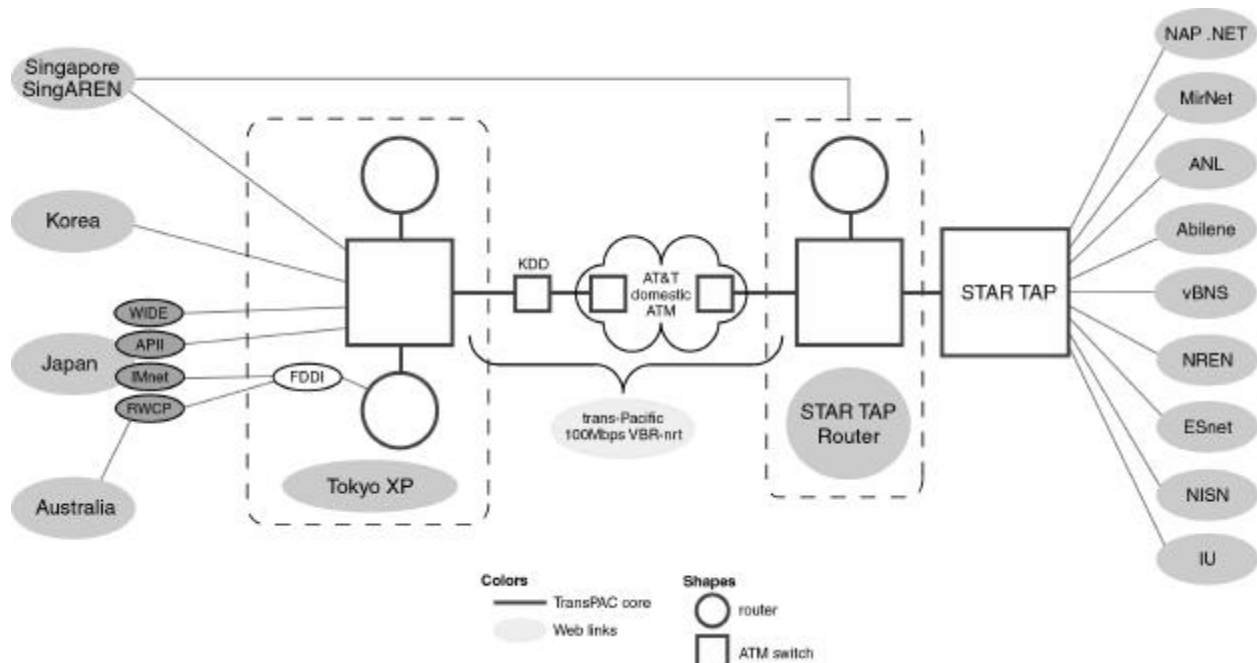 Singapore
SingAREN
Korea
WIDE
APII
Japan
IMnet
RWCP
FDDI
Australia
Tokyo XP
KDD
AT&T
domestic
ATM
trans-Pacific
100Mbps VBR-nrt
STAR TAP
Router
STAR TAP
NAP .NET
MirNet
ANL
Abilene
vBNS
NREN
ESnet
NISN
IU
Colors
TransPAC core
Web links
Shapes
router
ATM switch